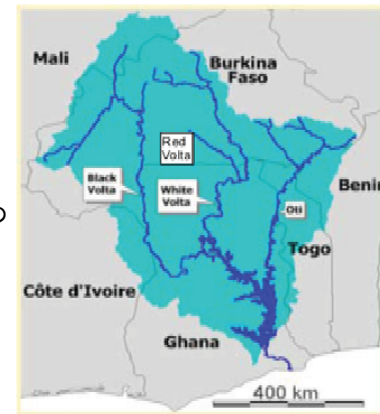 Mali
Burkina
Faso
Red
Volta
Black
Volta
White
Volta
Benin
Oti
Togo
Côte d'Ivoire
Ghana
400 km